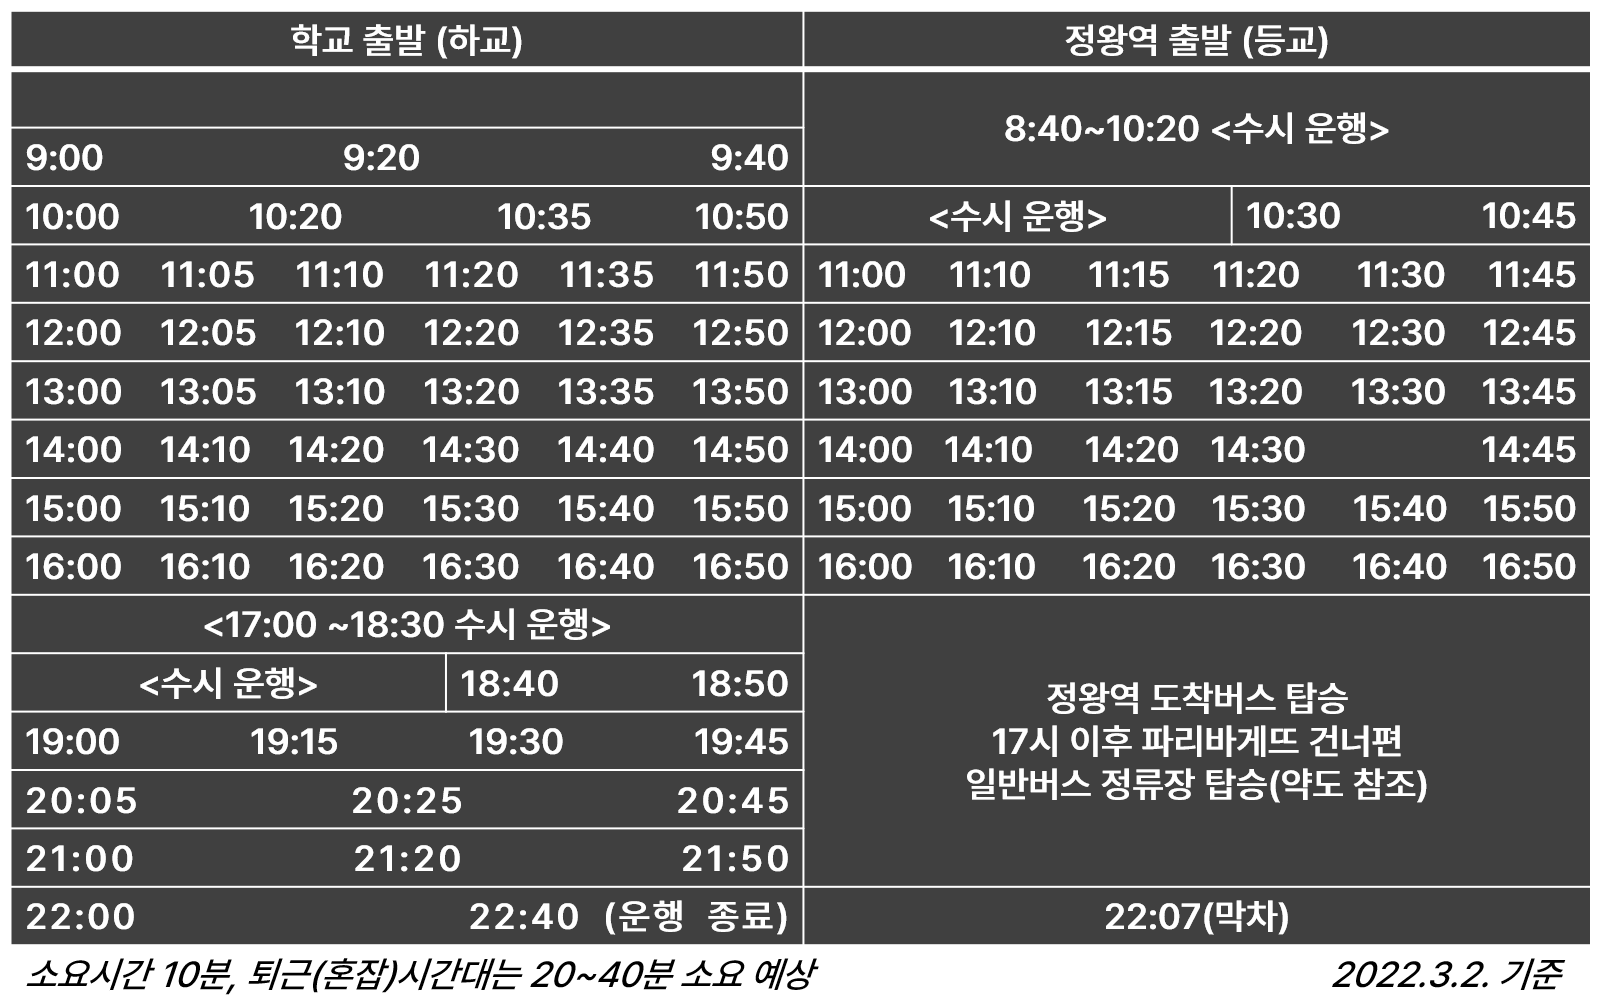 학교 출발 (하교) 정왕역 출발 (등교)
8:40~10:20 <수시 운행>
9:00 9:20 9:40
10:00 10:20 10:35 10:50 <수시 운행> 10:30 10:45
11:00 11:05 11:10 11:20 11:35 11:50 11:00 11:10 11:15 11:20 11:30 11:45
12:00 12:05 12:10 12:20 12:35 12:50 12:00 12:10 12:15 12:20 12:30 12:45
13:00 13:05 13:10 13:20 13:35 13:50 13:00 13:10 13:15 13:20 13:30 13:45
14:00 14:10 14:20 14:30 14:40 14:50 14:00 14:10 14:20 14:30 14:45
15:00 15:10 15:20 15:30 15:40 15:50 15:00 15:10 15:20 15:30 15:40 15:50
16:00 16:10 16:20 16:30 16:40 16:50 16:00 16:10 16:20 16:30 16:40 16:50
<17:00 ~18:30 수시 운행>
<수시 운행> 18:40 18:50
19:00 19:15 19:30 19:45
20:05 20:25 20:45
21:00 21:20 21:50
정왕역 도착버스 탑승
17시 이후 파리바게뜨 건너편
일반버스 정류장 탑승(약도 참조)
22:00 22:40 (운행 종료) 22:07(막차)
소요시간 10분, 퇴근(혼잡)시간대는 20~40분 소요 예상 2022.3.2. 기준